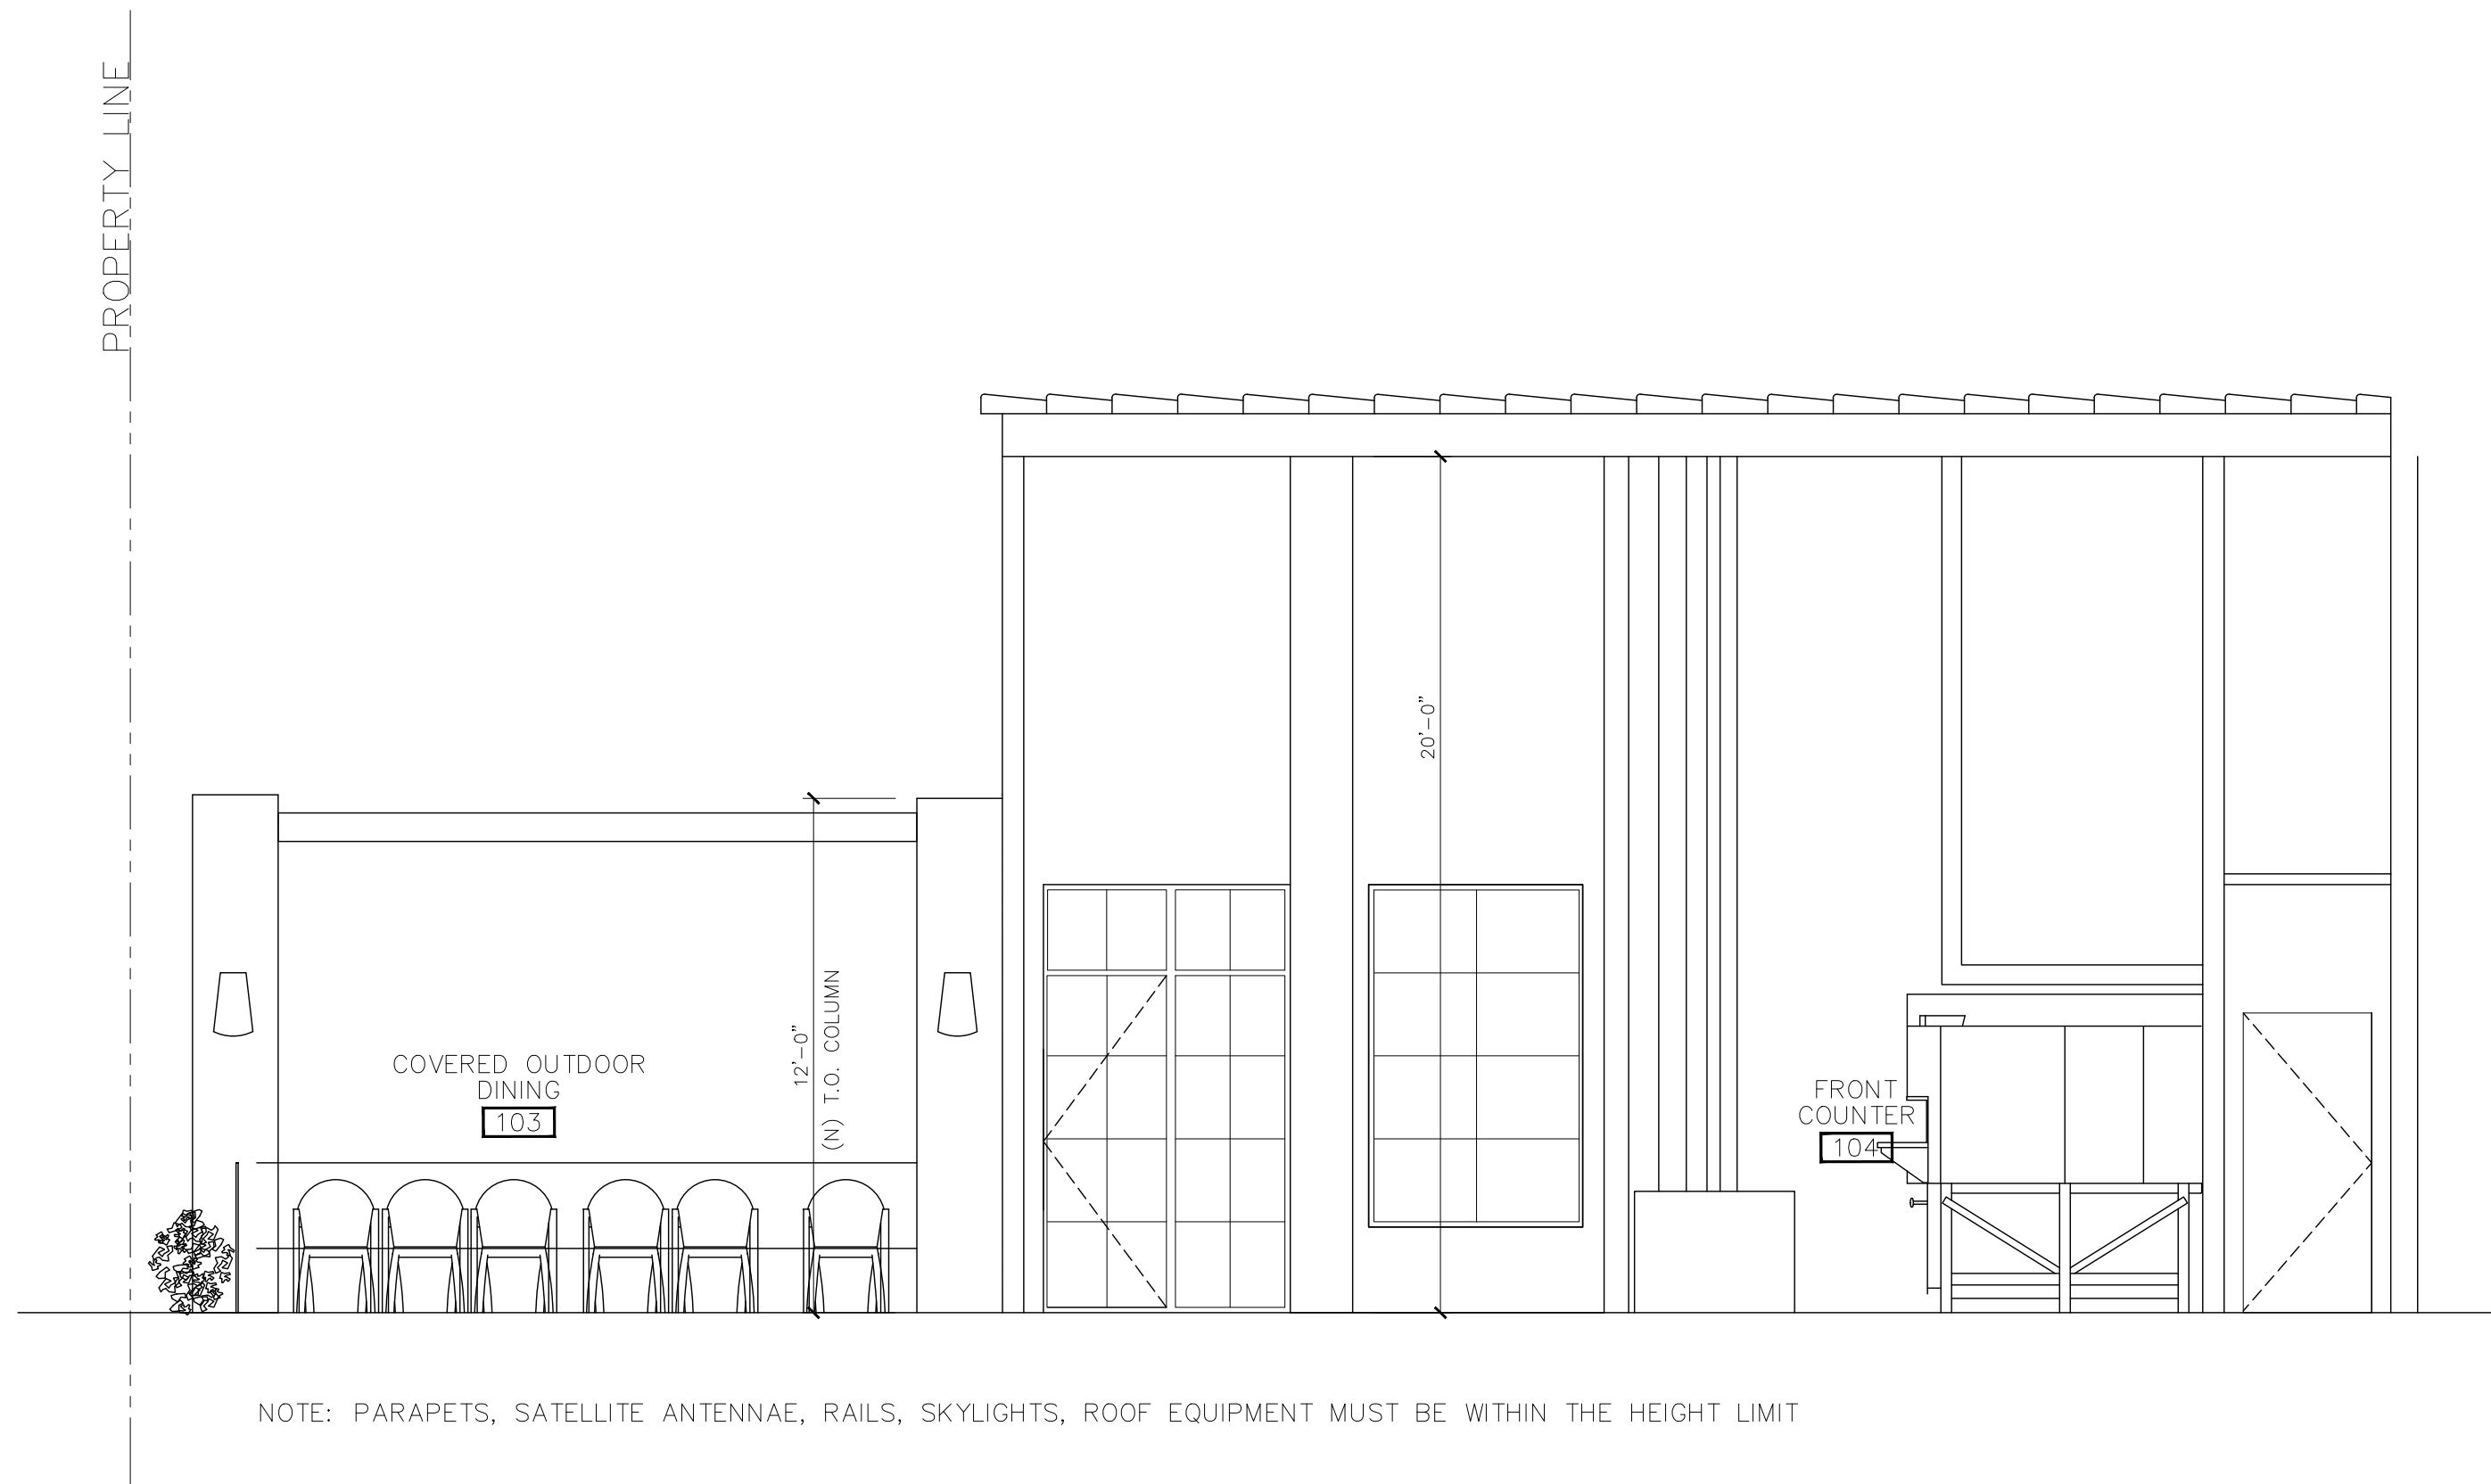 PROPERTY LINE
20'-0"
12'-0"
(N) T.O. COLUMN
COVERED OUTDOOR
DINING
103
FRONT
COUNTER
104
NOTE: PARAPETS, SATELLITE ANTENNAE, RAILS, SKYLIGHTS, ROOF EQUIPMENT MUST BE WITHIN THE HEIGHT LIMIT